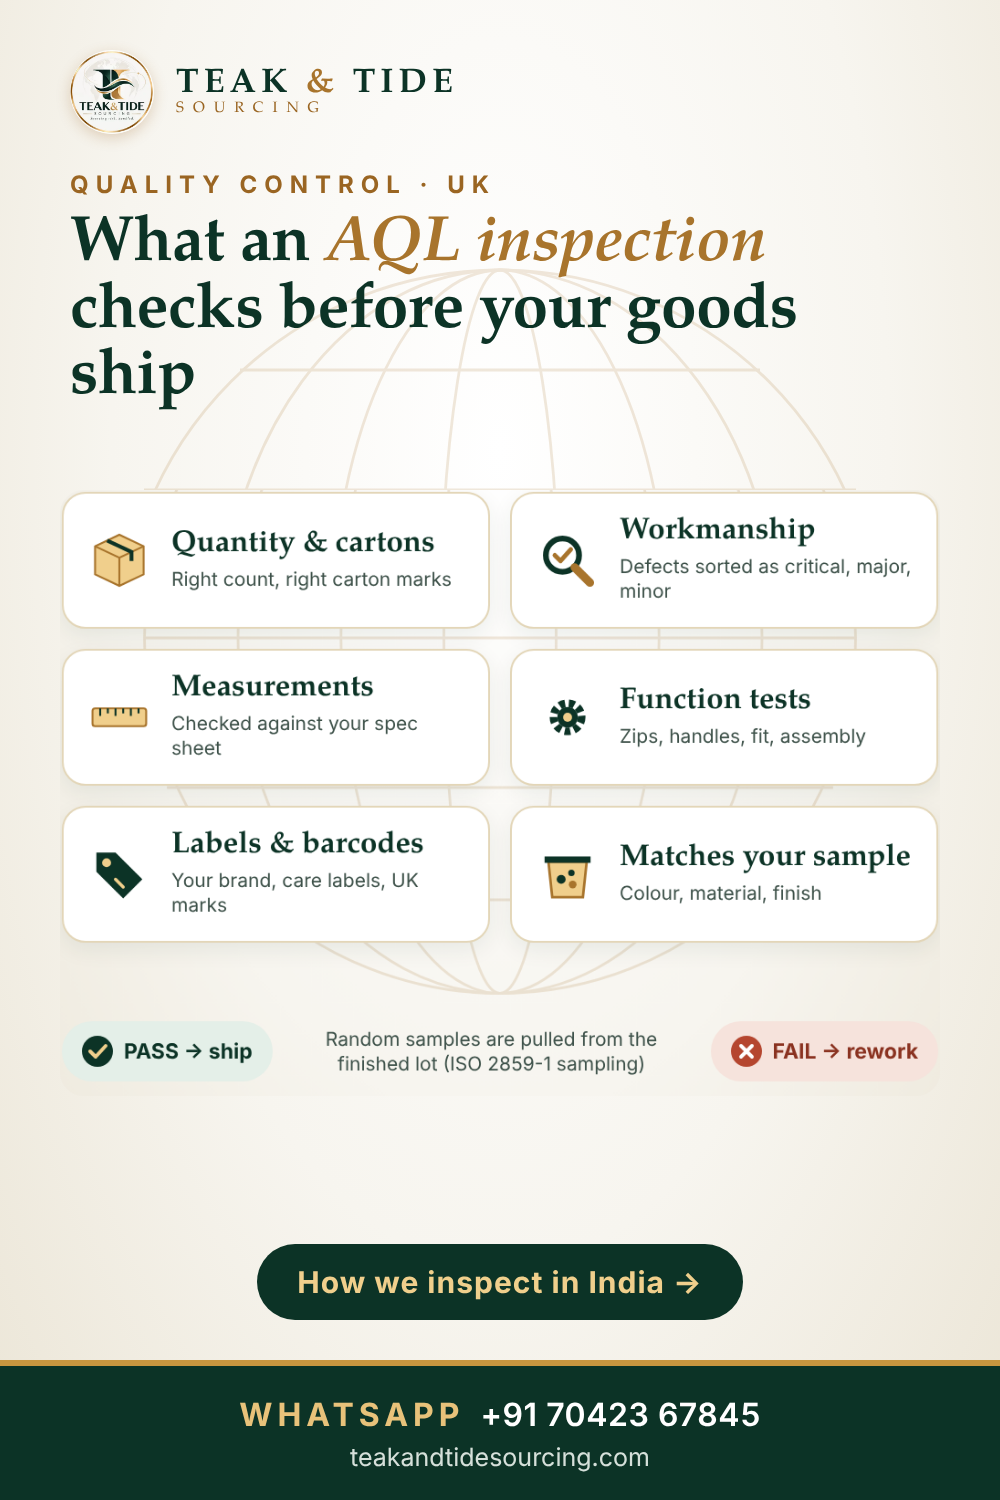 TEAK&TIDE
SOURCING
TEAK & TIDE
SOURCING
QUALITY CONTROL · UK
What an AQL inspection
checks before your goods
ship
Quantity & cartons
Right count, right carton marks
Workmanship
Defects sorted as critical, major,
minor
Measurements
Checked against your spec
sheet
Function tests
Zips, handles, fit, assembly
Labels & barcodes
Your brand, care labels, UK
marks
Matches your sample
Colour, material, finish
PASS → ship
Random samples are pulled from the
finished lot (ISO 2859-1 sampling)
FAIL → rework
How we inspect in India →
WHATSAPP +91 70423 67845
teakandtidesourcing.com